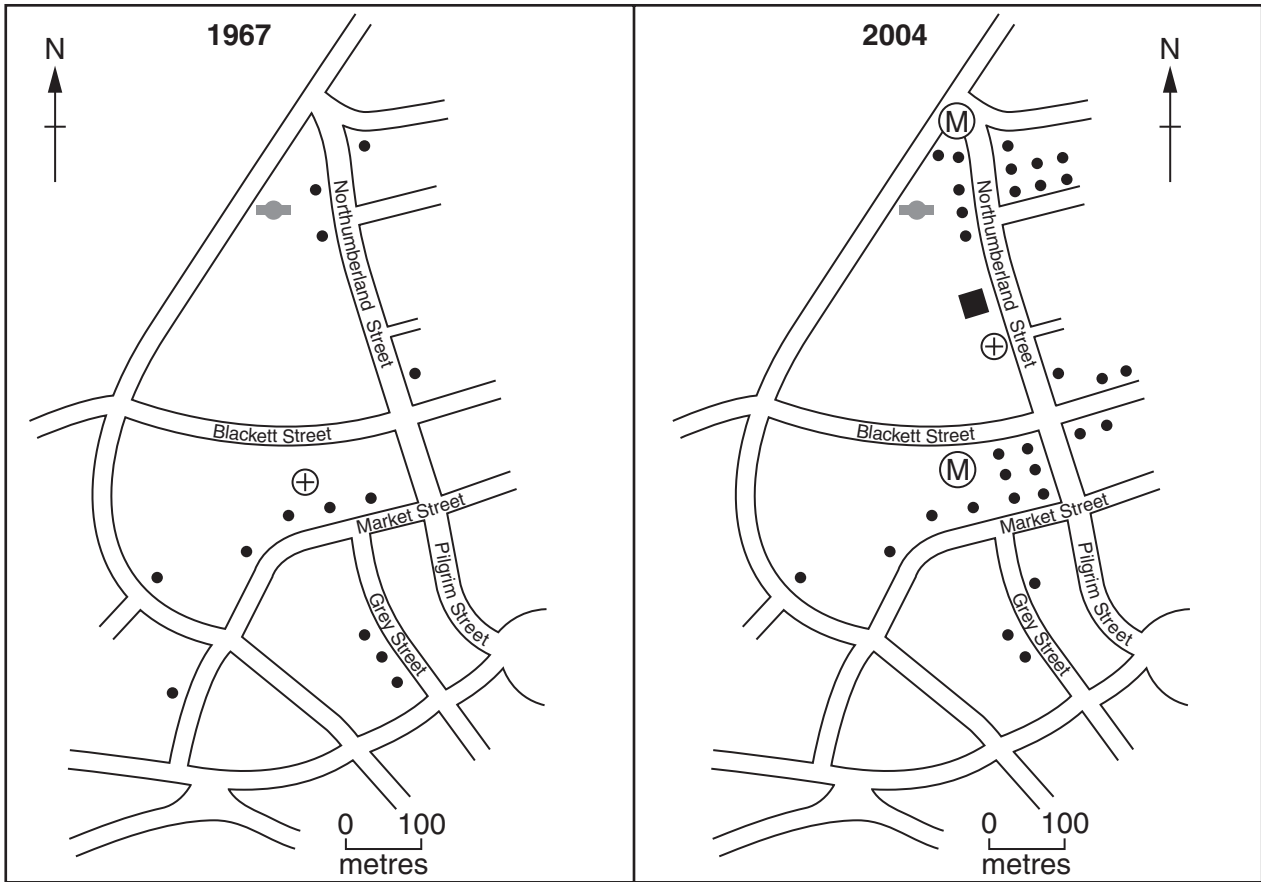 1967
N
Northumberland Street
Blackett Street
Market Street
Pilgrim Street
Grey Street
0 100
metres
2004
N
M
Northumberland Street
Blackett Street
M
Market Street
Pilgrim Street
Grey Street
0 100
metres